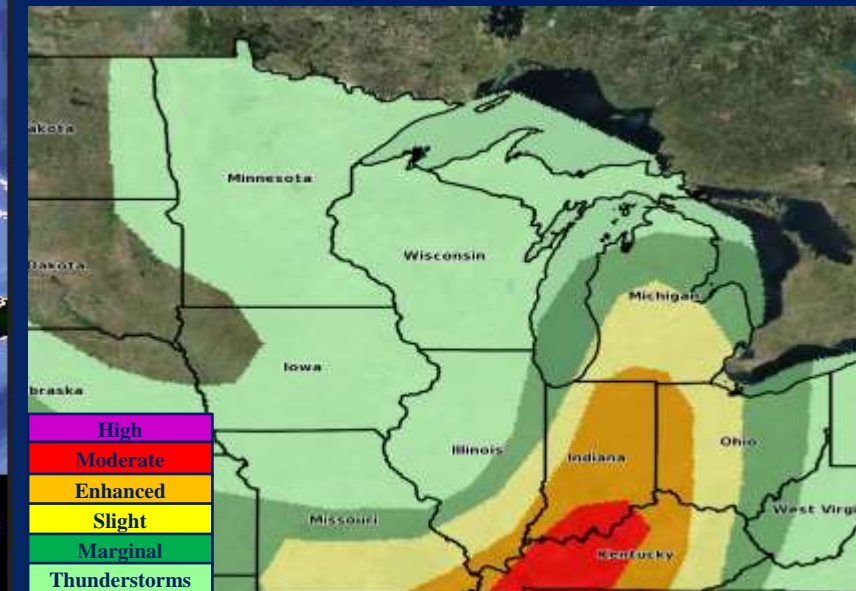 akota
Minnesota
Wisconsin
Dakota
Michigan
Iowa
braska
High
Moderate
Enhanced
Slight
Marginal
Thunderstorms
Illinois
Indiana
Ohio
Missouri
West Virgi
Kentucky